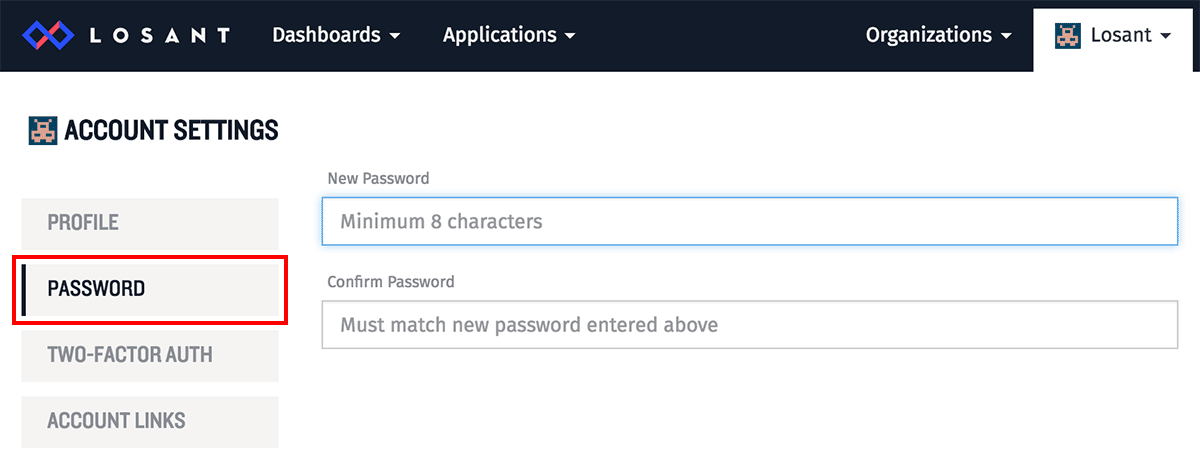 LOSANT Dashboards Applications Organizations Losant
ACCOUNT SETTINGS
New Password
PROFILE
Minimum 8 characters
PASSWORD
Confirm Password
Must match new password entered above
TWO-FACTOR AUTH
ACCOUNT LINKS